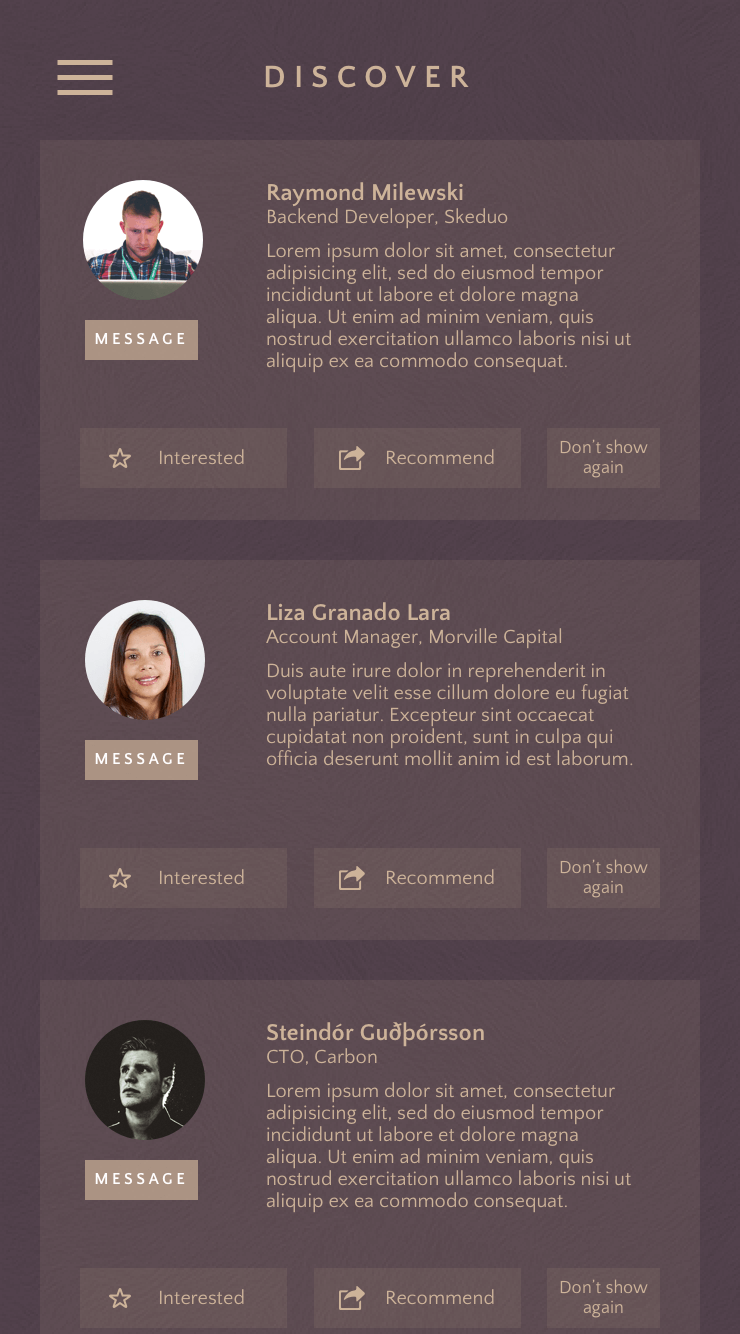 DISCOVER
Raymond Milewski
Backend Developer, Skeduo
Lorem ipsum dolor sit amet, consectetur
adipisicing elit, sed do eiusmod tempor
incididunt ut labore et dolore magna
aliqua. Ut enim ad minim veniam, quis
nostrud exercitation ullamco laboris nisi ut
aliquip ex ea commodo consequat.
MESSAGE
Interested
Recommend
Don't show
again
Liza Granado Lara
Account Manager, Morville Capital
Duis aute irure dolor in reprehenderit in
voluptate velit esse cillum dolore eu fugiat
nulla pariatur. Excepteur sint occaecat
cupidatat non proident, sunt in culpa qui
officia deserunt mollit anim id est laborum.
MESSAGE
Interested
Recommend
Don't show
again
Steindór Guðþórsson
CTO, Carbon
Lorem ipsum dolor sit amet, consectetur
adipisicing elit, sed do eiusmod tempor
incididunt ut labore et dolore magna
aliqua. Ut enim ad minim veniam, quis
nostrud exercitation ullamco laboris nisi ut
aliquip ex ea commodo consequat.
MESSAGE
Interested
Recommend
Don't show
again